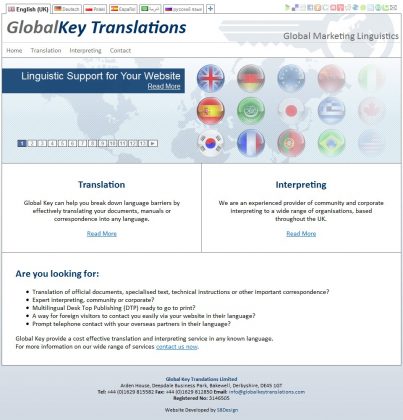 English (UK) Deutsch Polski Español العربية русский язык
GlobalKey Translations
Global Marketing Linguistics
Home Translation Interpreting Contact
Linguistic Support for Your Website
Read More
1 2 3 4 5 6 7 8 9 10 11 12 13
Translation
Global Key can help you break down language barriers by
effectively translating your documents, manuals or
correspondence into any language.
Read More
Interpreting
We are an experienced provider of community and corporate
interpreting to a wide range of organisations, based
throughout the UK.
Read More
Are you looking for:
• Translation of official documents, specialised text, technical instructions or other important correspondence?
• Expert interpreting, community or corporate?
• Multilingual Desk Top Publishing (DTP) ready to go to print?
• A way for foreign visitors to contact you easily via your website in their language?
• Prompt telephone contact with your overseas partners in their language?
Global Key provide a cost effective translation and interpreting service in any known language.
For more information on our wide range of services contact us now.
Global Key Translations Limited
Arden House, Deepdale Business Park, Bakewell, Derbyshire, DE45 1GT
Tel: +44 (0)1629 815582 Fax: +44 (0)1629 812850 Email: info@globalkeytranslations.com
Registered No: 3146505
Website Developed by SBDesign